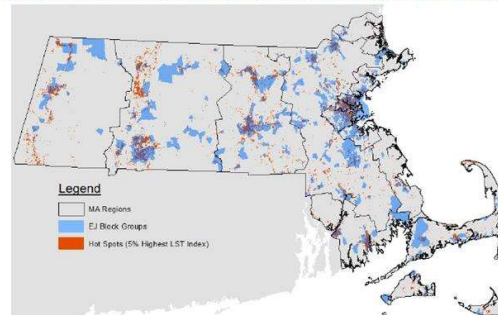 Legend
MA Regions
EJ Block Groups
Hot Spots (5% Highest LST Index)